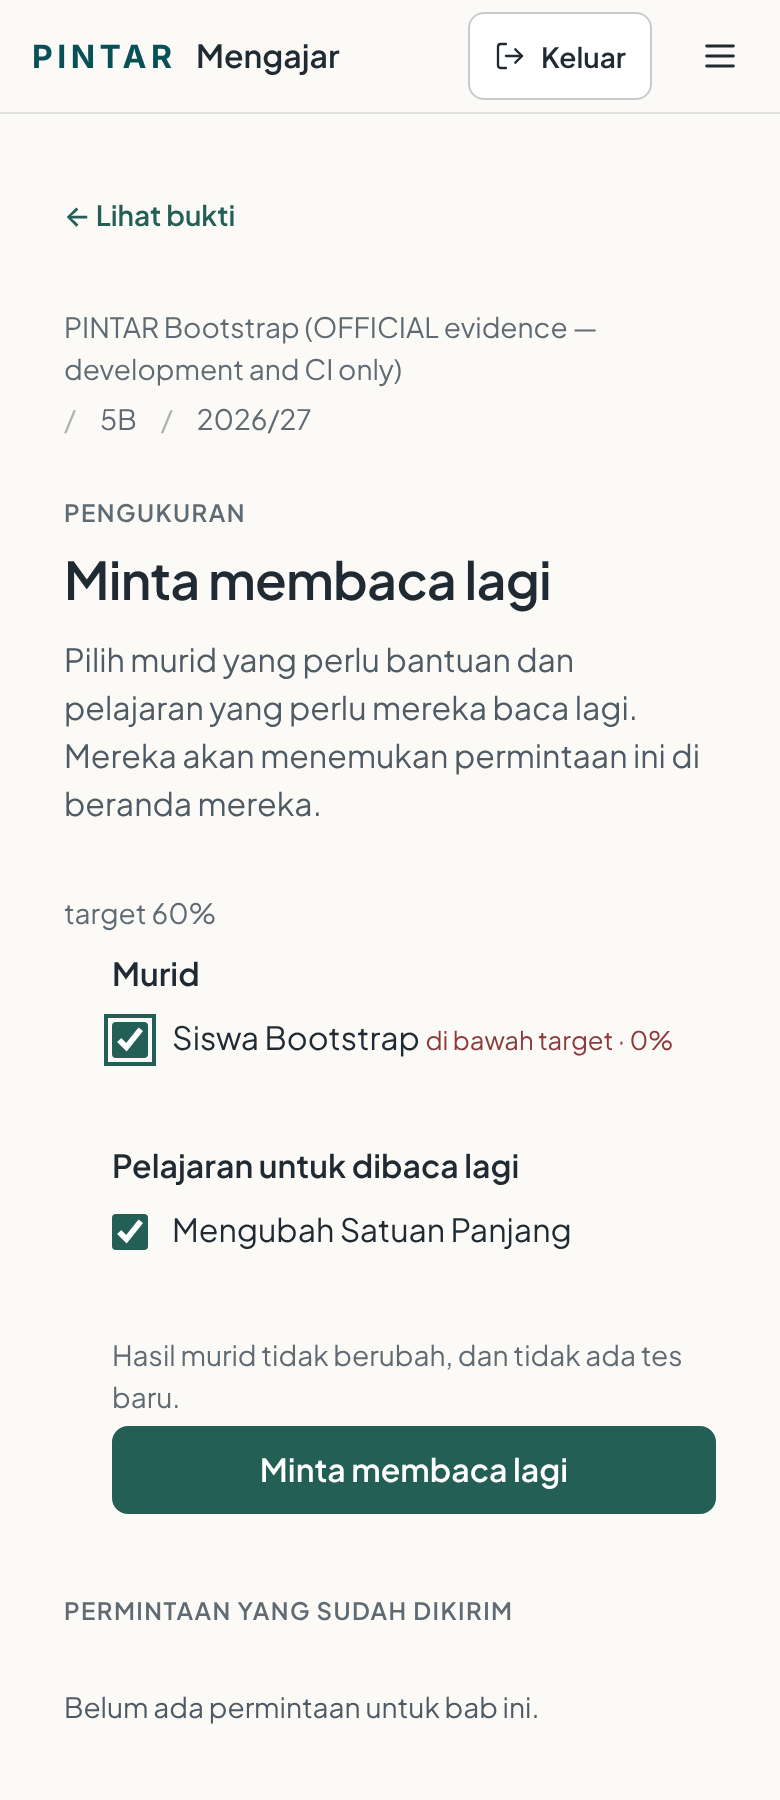 PINTAR Mengajar
Keluar
← Lihat bukti
PINTAR Bootstrap (OFFICIAL evidence —
development and CI only)
/ 5B / 2026/27
PENGUKURAN
Minta membaca lagi
Pilih murid yang perlu bantuan dan
pelajaran yang perlu mereka baca lagi.
Mereka akan menemukan permintaan ini di
beranda mereka.
target 60%
Murid
Siswa Bootstrap di bawah target · 0%
Pelajaran untuk dibaca lagi
Mengubah Satuan Panjang
Hasil murid tidak berubah, dan tidak ada tes
baru.
Minta membaca lagi
PERMINTAAN YANG SUDAH DIKIRIM
Belum ada permintaan untuk bab ini.